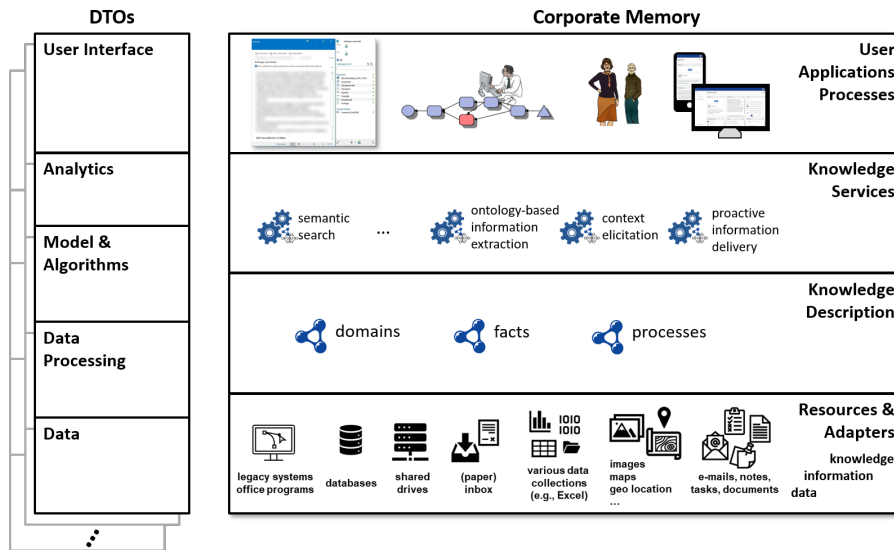 DTOs
User Interface
Analytics
Model &
Algorithms
Data
Processing
Data
Corporate Memory
User
Applications
Processes
Knowledge
Services
semantic
search
...
ontology-based
information
extraction
context
elicitation
proactive
information
delivery
Knowledge
Description
domains
facts
processes
Resources &
Adapters
knowledge
information
data
legacy systems
office programs
databases
shared
drives
(paper)
inbox
1010
1010
various data
collections
(e.g., Excel)
images
maps
geo location
...
e-mails, notes,
tasks, documents